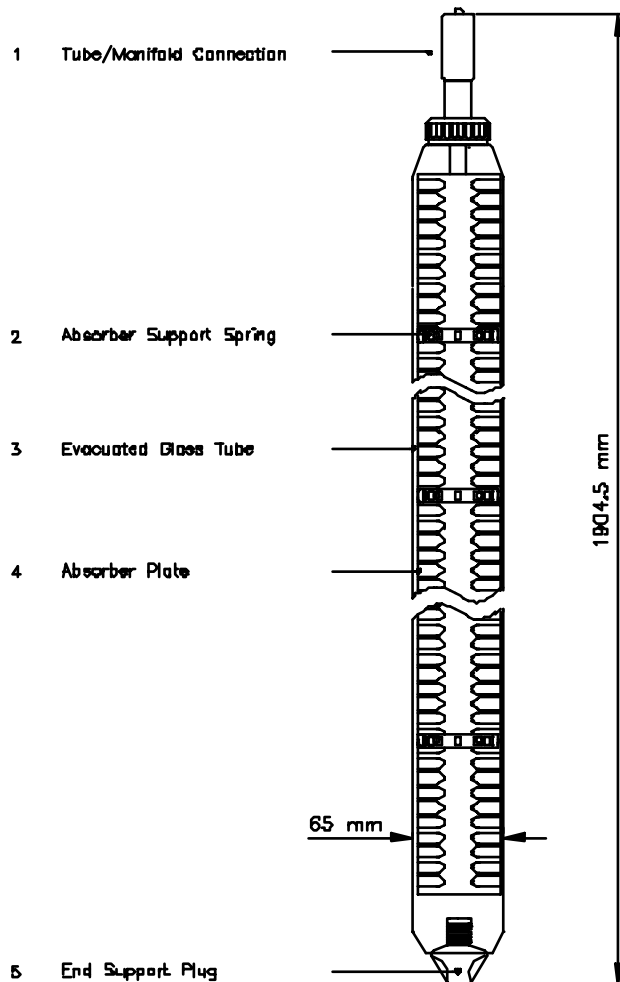 1 Tube/Manifold Connection
2 Absorber Support Spring
3 Evacuated Glass Tube
1904.5 mm
4 Absorber Plate
65 mm
5 End Support Plug